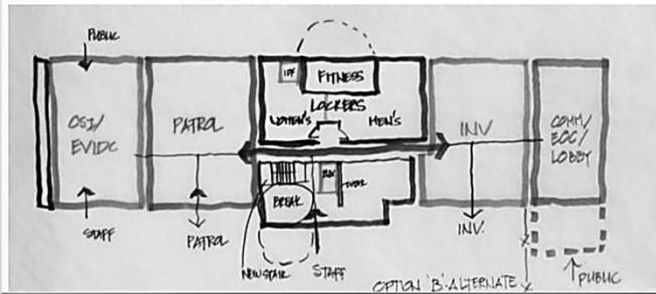 PUBLIC
IDF
FITNESS
LOCKERS
WOMEN'S
MEN'S
CSI/
EVIDC
PATROL
INV
COMM/
EOC/
LOBBY
BREAK
STAFF
PATROL
NEW STAIR
STAFF
INV.
PUBLIC
OPTION 'B' ALTERNATE